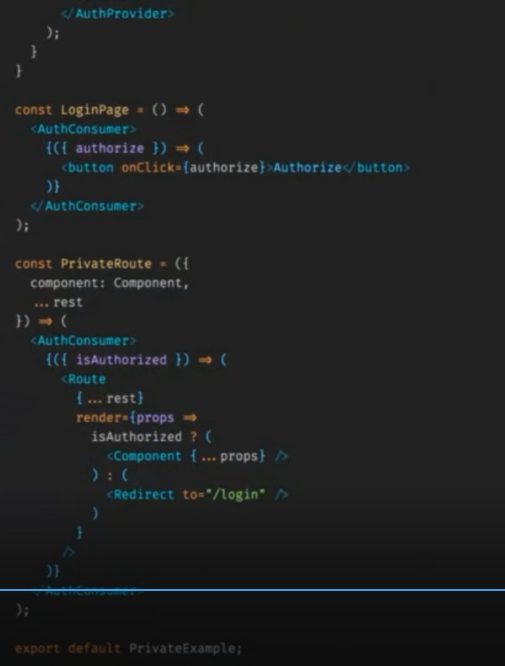 </AuthProvider>
);
}
}
const LoginPage = () => (
<AuthConsumer>
{({ authorize }) => (
<button onClick={authorize}>Authorize</button>
)}
</AuthConsumer>
);
const PrivateRoute = ({
component: Component,
...rest
}) => (
<AuthConsumer>
{({ isAuthorized }) => (
<Route
{...rest}
render={props =>
isAuthorized ? (
<Component {...props} />
) : (
<Redirect to="/login" />
)
}
/>
)}
</AuthConsumer>
);
export default PrivateExample;